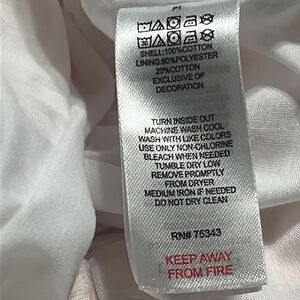 SHELL:100%COTTON
LINING:80%POLYESTER
20%COTTON
EXCLUSIVE OF
DECORATION
TURN INSIDE OUT
MACHINE WASH COOL
WASH WITH LIKE COLORS
USE ONLY NON-CHLORINE
BLEACH WHEN NEEDED
TUMBLE DRY LOW
REMOVE PROMPTLY
FROM DRYER
MEDIUM IRON IF NEEDED
DO NOT DRY CLEAN
RN# 75343
KEEP AWAY
FROM FIRE